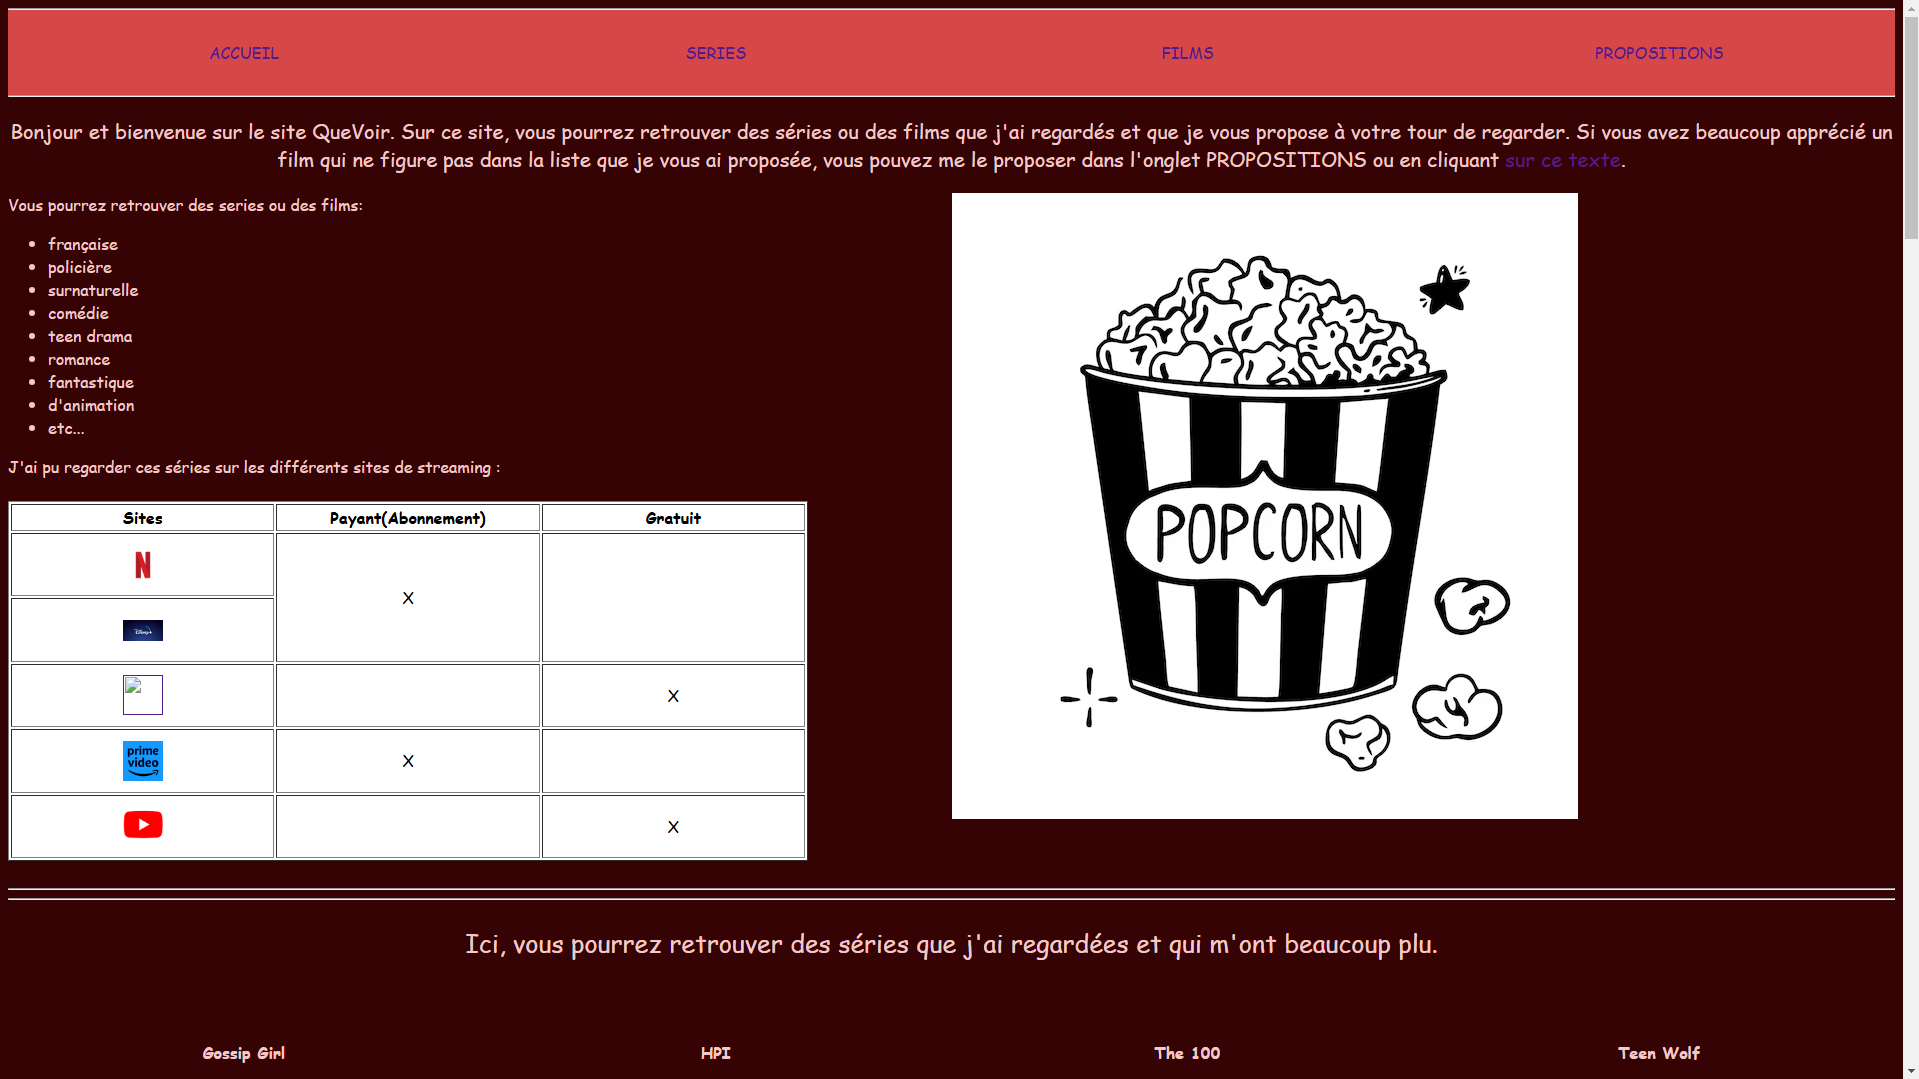 ACCUEIL SERIES FILMS PROPOSITIONS
Bonjour et bienvenue sur le site QueVoir. Sur ce site, vous pourrez retrouver des séries ou des films que j'ai regardés et que je vous propose à votre tour de regarder. Si vous avez beaucoup apprécié un
film qui ne figure pas dans la liste que je vous ai proposée, vous pouvez me le proposer dans l'onglet PROPOSITIONS ou en cliquant sur ce texte.
Vous pourrez retrouver des series ou des films:
française
policière
surnaturelle
comédie
teen drama
romance
fantastique
d'animation
etc...
J'ai pu regarder ces séries sur les différents sites de streaming :
Sites Payant(Abonnement) Gratuit
N
X
Disney+
X
prime
video
X
X
POPCORN
Ici, vous pourrez retrouver des séries que j'ai regardées et qui m'ont beaucoup plu.
Gossip Girl HPI The 100 Teen Wolf